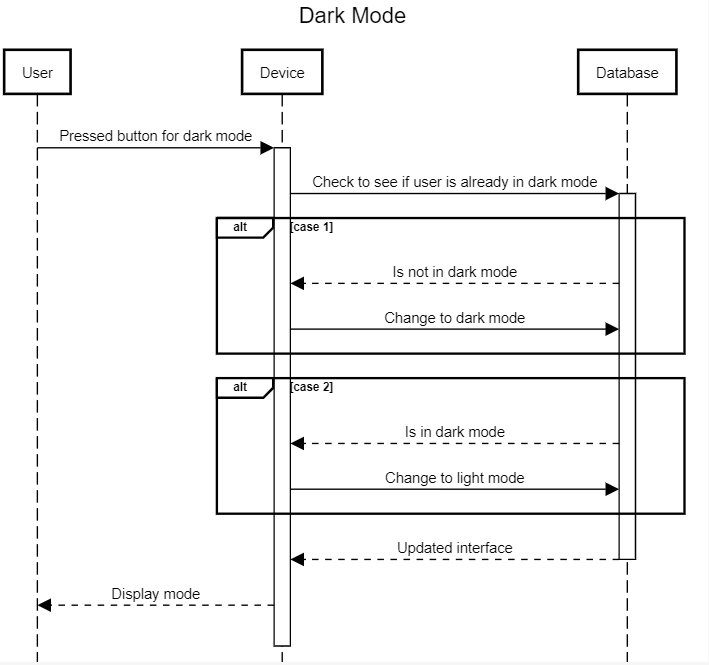 Dark Mode
User
Device
Database
Pressed button for dark mode
Check to see if user is already in dark mode
alt
[case 1]
Is not in dark mode
Change to dark mode
alt
[case 2]
Is in dark mode
Change to light mode
Updated interface
Display mode